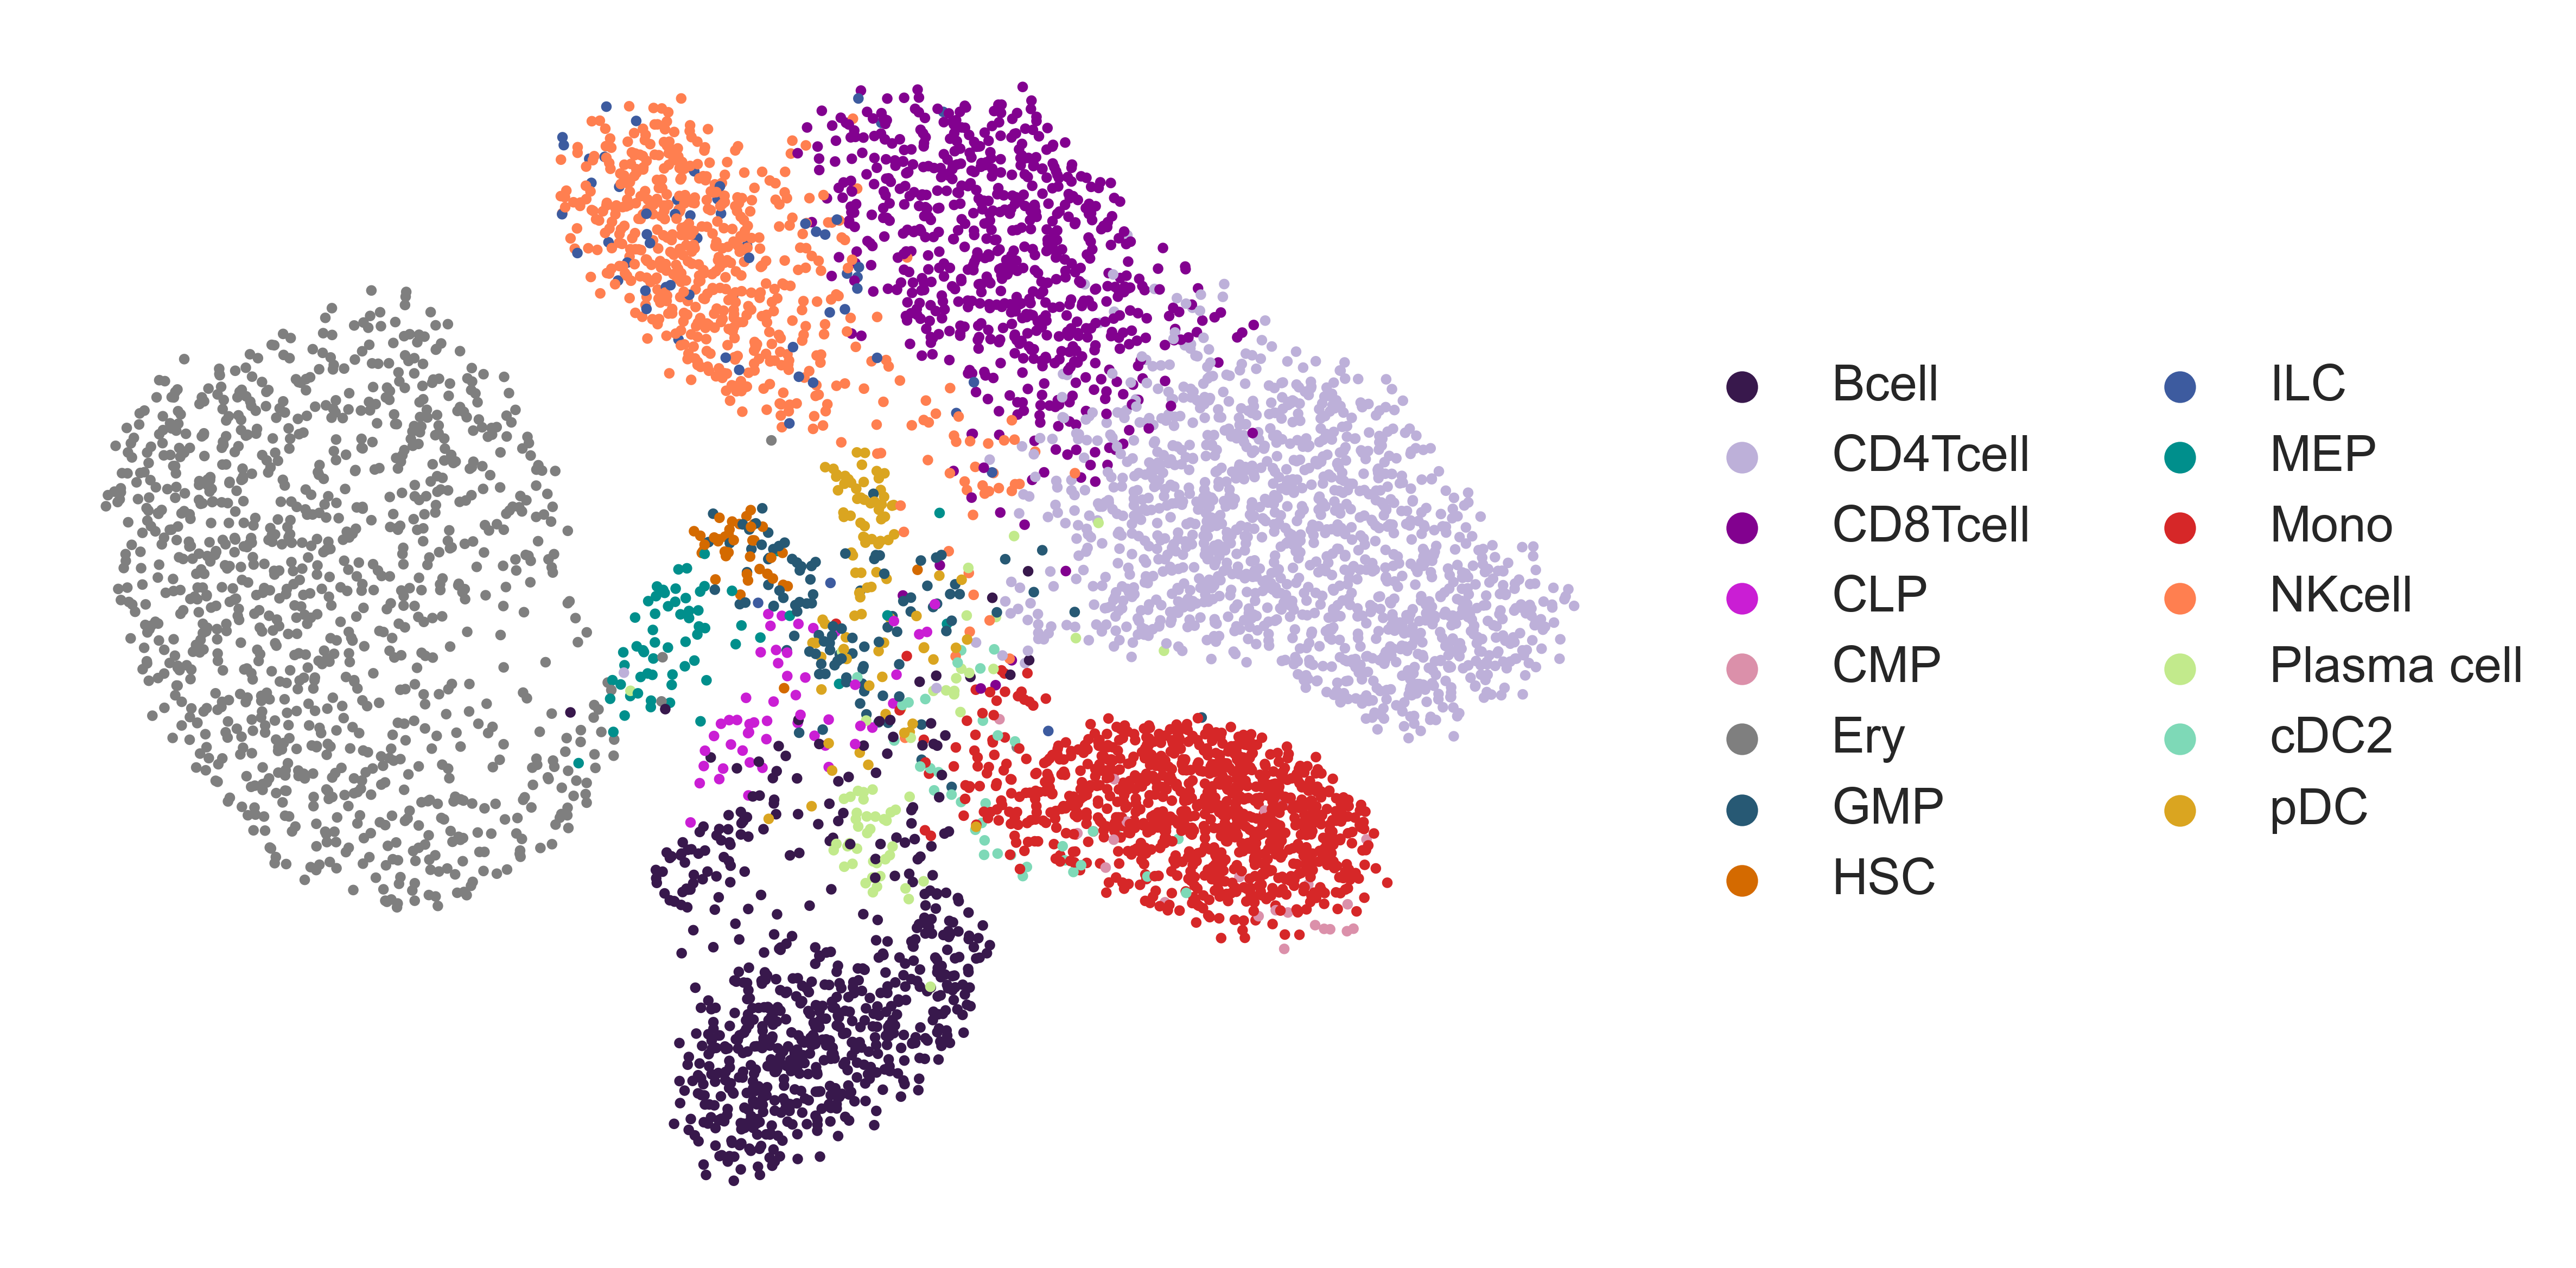 Bcell
CD4Tcell
CD8Tcell
CLP
CMP
Ery
GMP
HSC
ILC
MEP
Mono
NKcell
Plasma cell
cDC2
pDC